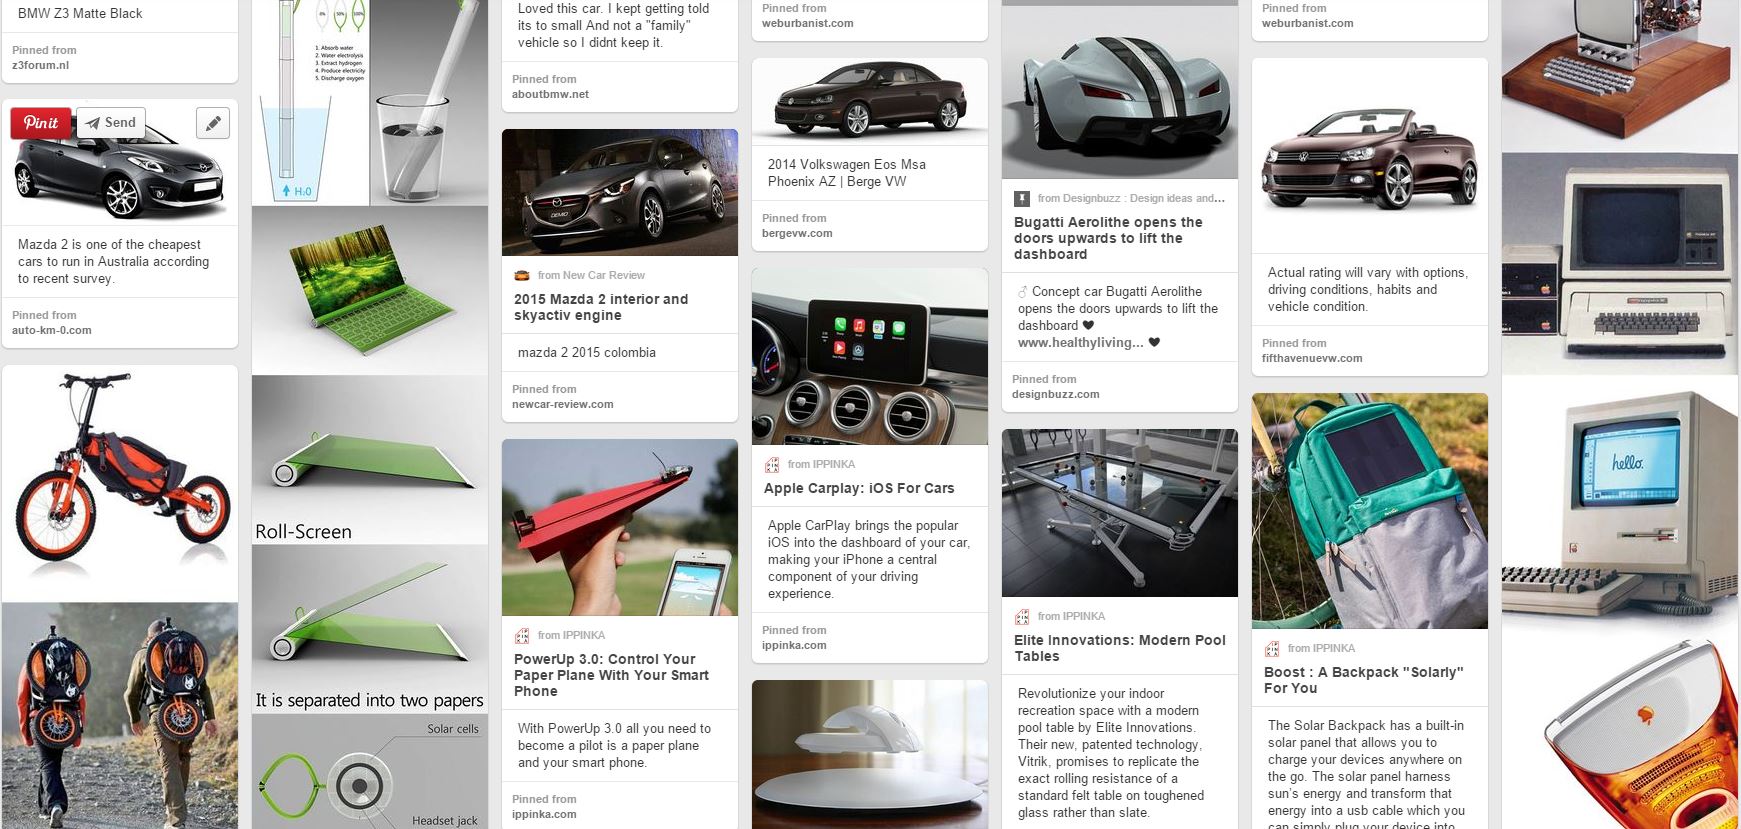 BMW Z3 Matte Black
Pinned from
z3forum.nl
Pin it
Send
Mazda 2 is one of the cheapest
cars to run in Australia according
to recent survey.
Pinned from
auto-km-0.com
0%
50%
100%
1. Absorb water
2. Water electrolysis
3. Extract hydrogen
4. Produce electricity
5. Discharge oxygen
H₂O
Roll-Screen
It is separated into two papers
Solar cells
Headset jack
Loved this car. I kept getting told
its to small And not a "family"
vehicle so I didnt keep it.
Pinned from
aboutbmw.net
DEMIO
from New Car Review
2015 Mazda 2 interior and
skyactiv engine
mazda 2 2015 colombia
Pinned from
newcar-review.com
from IPPINKA
PowerUp 3.0: Control Your
Paper Plane With Your Smart
Phone
With PowerUp 3.0 all you need to
become a pilot is a paper plane
and your smart phone.
Pinned from
ippinka.com
Pinned from
weburbanist.com
2014 Volkswagen Eos Msa
Phoenix AZ | Berge VW
Pinned from
bergevw.com
from IPPINKA
Apple Carplay: iOS For Cars
Apple CarPlay brings the popular
iOS into the dashboard of your car,
making your iPhone a central
component of your driving
experience.
Pinned from
ippinka.com
from Designbuzz : Design ideas and...
Bugatti Aerolithe opens the
doors upwards to lift the
dashboard
♂ Concept car Bugatti Aerolithe
opens the doors upwards to lift the
dashboard ♥
www.healthyliving... ♥
Pinned from
designbuzz.com
from IPPINKA
Elite Innovations: Modern Pool
Tables
Revolutionize your indoor
recreation space with a modern
pool table by Elite Innovations.
Their new, patented technology,
Vitrik, promises to replicate the
exact rolling resistance of a
standard felt table on toughened
glass rather than slate.
Pinned from
weburbanist.com
Actual rating will vary with options,
driving conditions, habits and
vehicle condition.
Pinned from
fifthavenuevw.com
from IPPINKA
Boost : A Backpack "Solarly"
For You
The Solar Backpack has a built-in
solar panel that allows you to
charge your devices anywhere on
the go. The solar panel harness
sun's energy and transform that
energy into a usb cable which you
can simply plug your device into
hello.